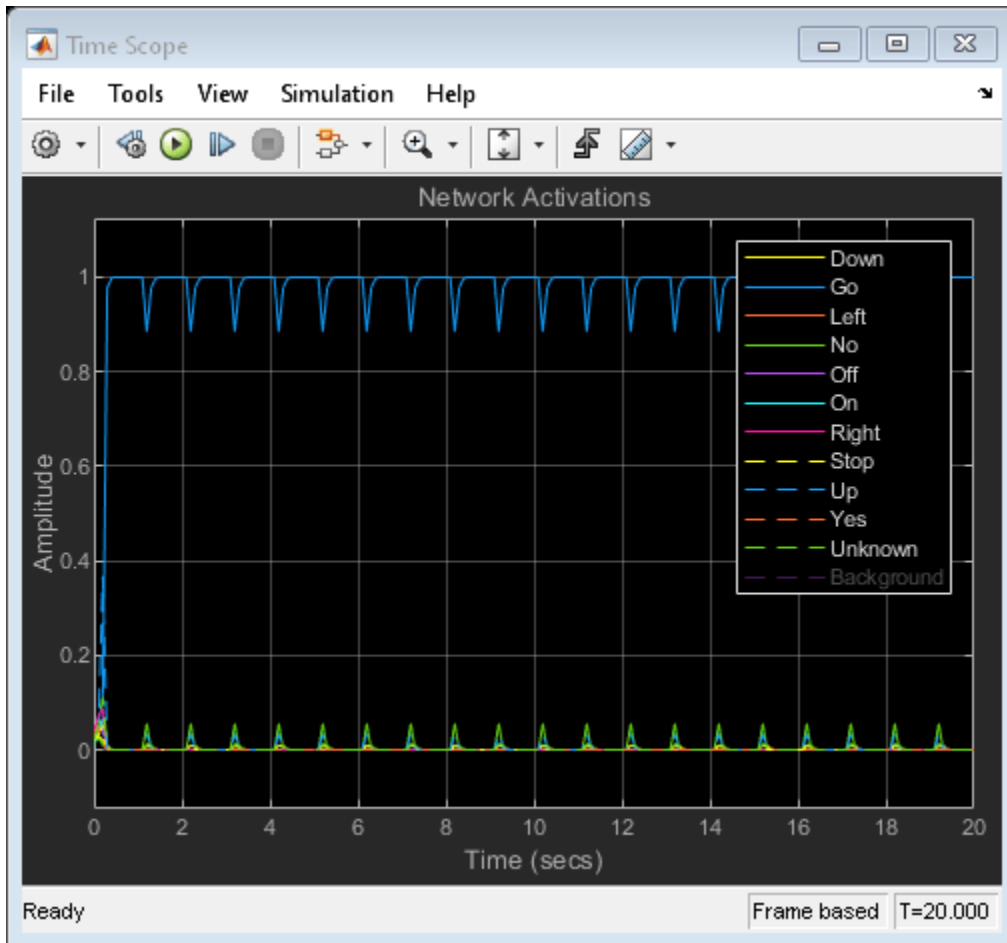 Time Scope
File Tools View Simulation Help
Network Activations
Amplitude
1
0.8
0.6
0.4
0.2
0
Down
Go
Left
No
Off
On
Right
Stop
Up
Yes
Unknown
Background
0 2 4 6 8 10 12 14 16 18 20
Time (secs)
Ready Frame based T=20.000